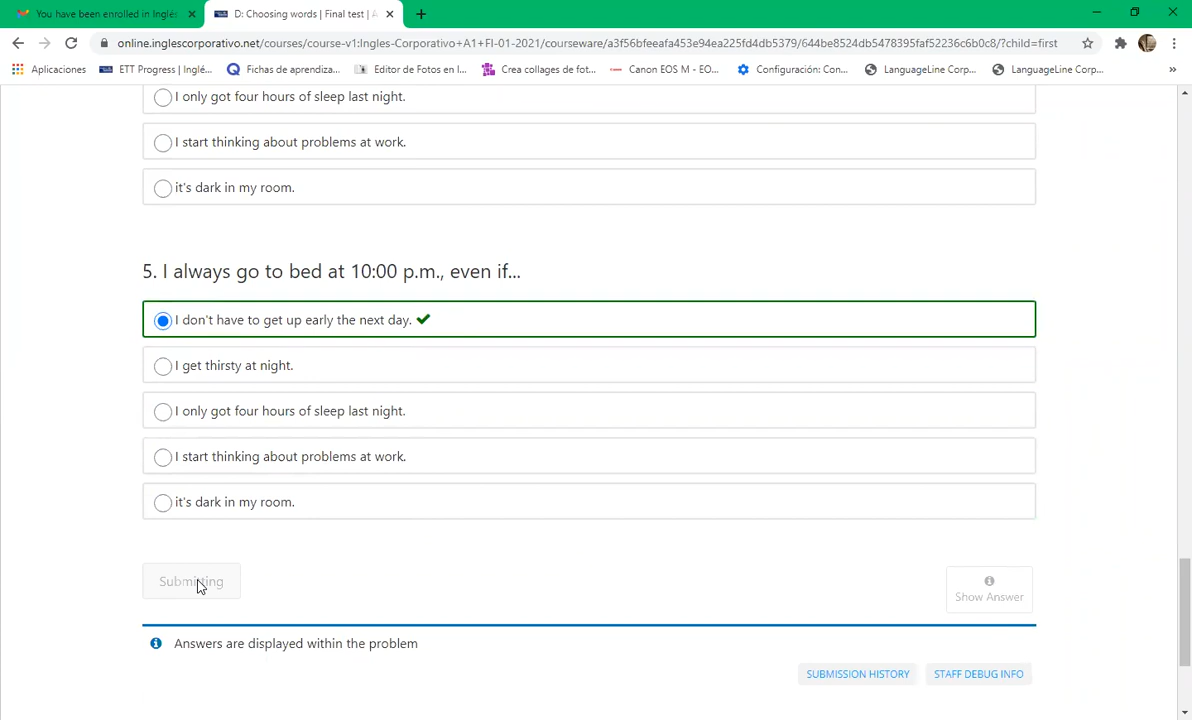 You have been enrolled in Inglés
D: Choosing words | Final test | A
online.inglescorporativo.net/courses/course-v1:Ingles-Corporativo+A1+FI-01-2021/courseware/a3f56bfeeafa453e94ea225fd4db5379/644be8524db5478395faf52236c6b0c8/?child=first
Aplicaciones
ETT Progress | Inglé...
Fichas de aprendiza...
Editor de Fotos en l...
Crea collages de fot...
Canon EOS M - EO...
Configuración: Con...
LanguageLine Corp...
LanguageLine Corp...
I only got four hours of sleep last night.
I start thinking about problems at work.
it's dark in my room.
5. I always go to bed at 10:00 p.m., even if...
I don't have to get up early the next day.
I get thirsty at night.
I only got four hours of sleep last night.
I start thinking about problems at work.
it's dark in my room.
Submitting
Show Answer
Answers are displayed within the problem
SUBMISSION HISTORY
STAFF DEBUG INFO